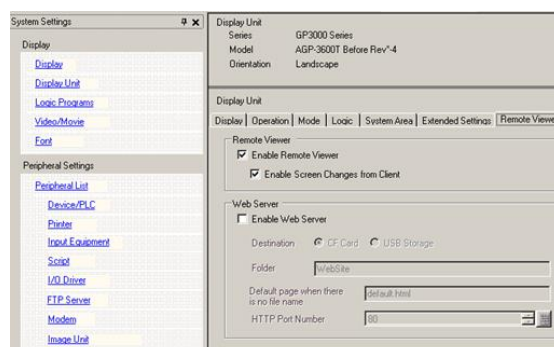 System Settings
Display
Display
Display Unit
Logic Programs
Video/Movie
Font
Peripheral Settings
Peripheral List
Device/PLC
Printer
Input Equipment
Script
I/O Driver
FTP Server
Modem
Image Unit
Display Unit
Series GP3000 Series
Model AGP-3600T Before Rev*-4
Orientation Landscape
Display Unit
Display Operation Mode Logic System Area Extended Settings Remote Viewe
Remote Viewer
Enable Remote Viewer
Enable Screen Changes from Client
Web Server
Enable Web Server
Destination CF Card USB Storage
Folder WebSite
Default page when there
is no file name default.html
HTTP Port Number 80